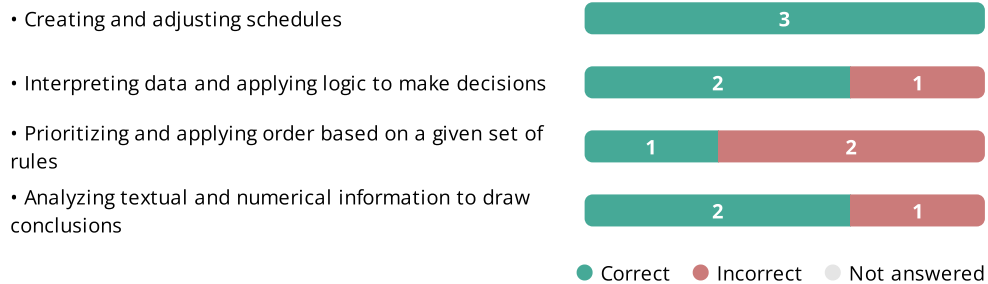 • Creating and adjusting schedules
3
• Interpreting data and applying logic to make decisions
2 1
• Prioritizing and applying order based on a given set of
rules
1 2
• Analyzing textual and numerical information to draw
conclusions
2 1
Correct Incorrect Not answered